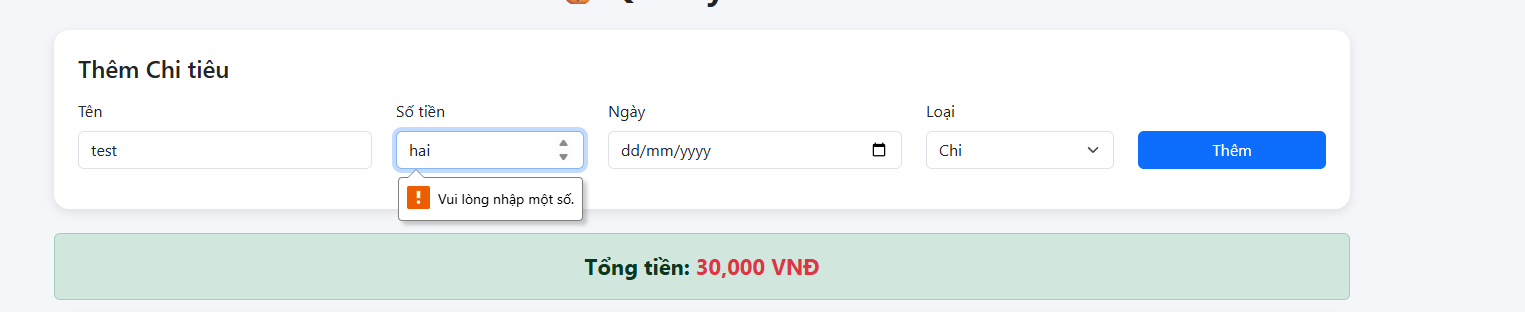 Thêm Chi tiêu
Tên
Số tiền
Ngày
Loại
test
hai
dd/mm/yyyy
Chi
Thêm
Vui lòng nhập một số.
Tổng tiền: 30,000 VNĐ